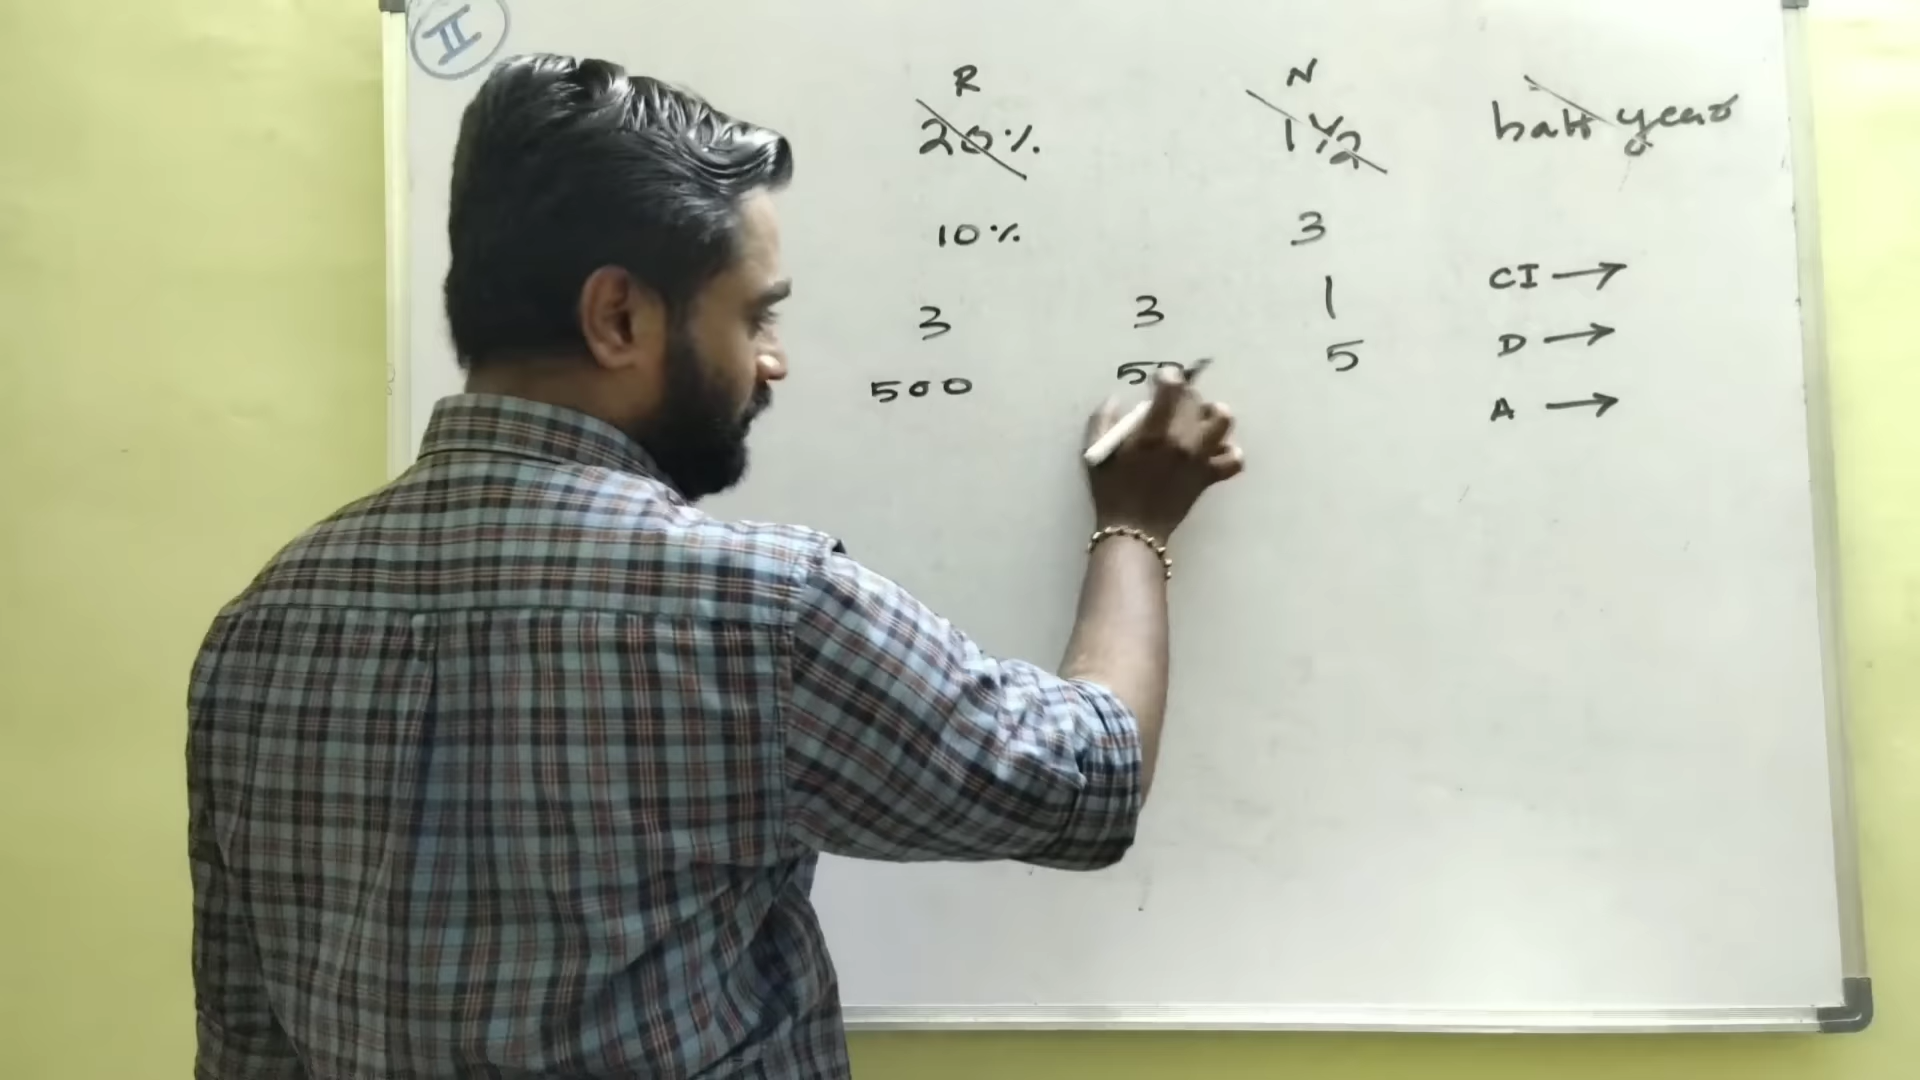 II
R N
20% 1 1/2 half year
10% 3
CI →
3 3 1
D →
500 5
A →